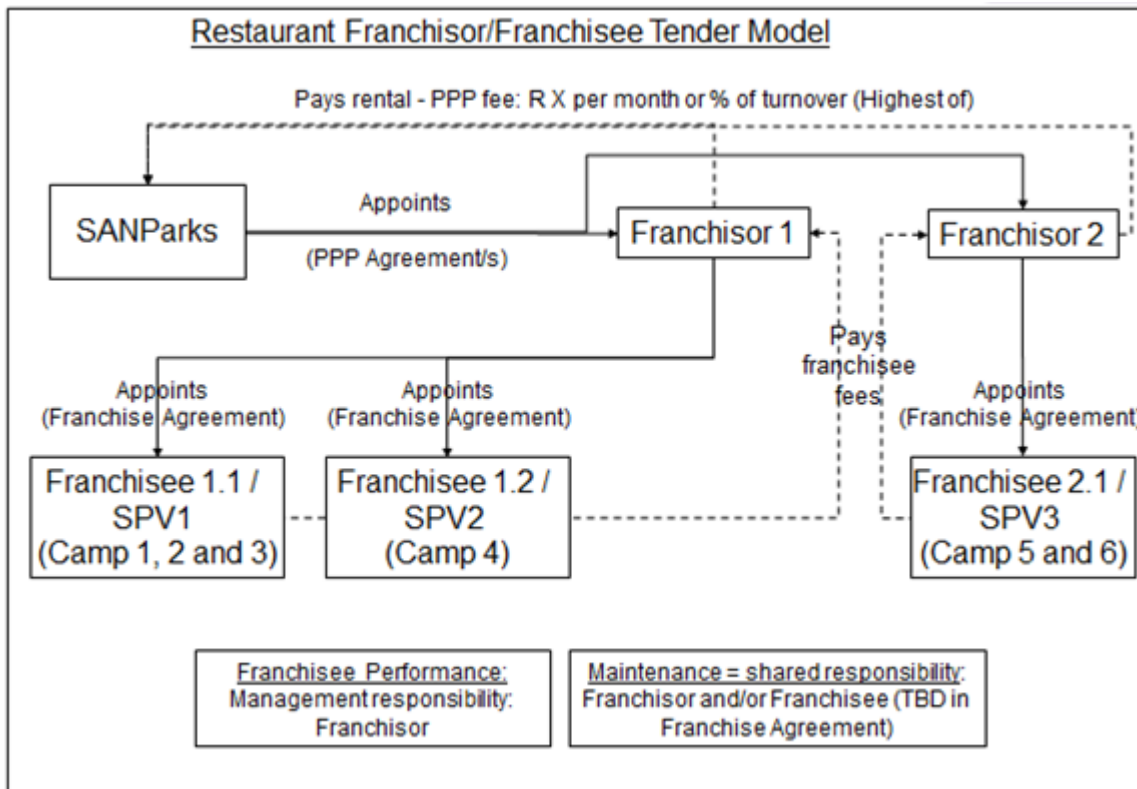 Restaurant Franchisor/Franchisee Tender Model
Pays rental - PPP fee: R X per month or % of turnover (Highest of)
SANParks
Appoints
(PPP Agreement/s)
Franchisor 1
Franchisor 2
Pays
franchisee
fees
Appoints
(Franchise Agreement)
Appoints
(Franchise Agreement)
Appoints
(Franchise Agreement)
Franchisee 1.1 /
SPV1
(Camp 1, 2 and 3)
Franchisee 1.2 /
SPV2
(Camp 4)
Franchisee 2.1 /
SPV3
(Camp 5 and 6)
Franchisee Performance:
Management responsibility:
Franchisor
Maintenance = shared responsibility:
Franchisor and/or Franchisee (TBD in
Franchise Agreement)